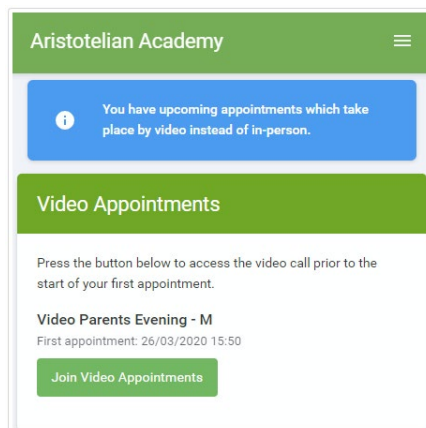 Aristotelian Academy
You have upcoming appointments which take
place by video instead of in-person.
Video Appointments
Press the button below to access the video call prior to the
start of your first appointment.
Video Parents Evening - M
First appointment: 26/03/2020 15:50
Join Video Appointments